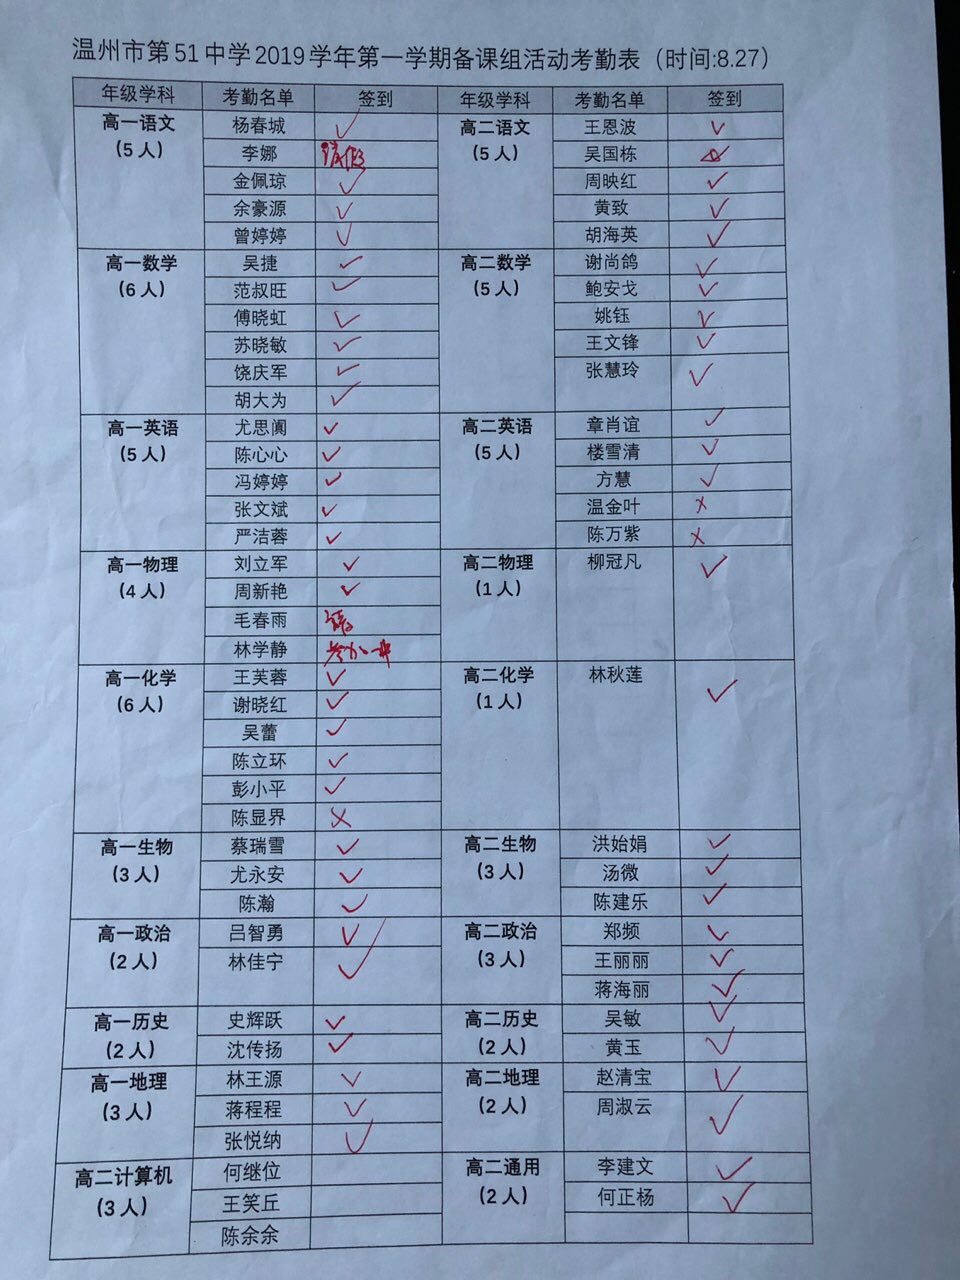 温州市第51中学2019学年第一学期备课组活动考勤表（时间:8.27）
年级学科 考勤名单 签到 年级学科 考勤名单 签到
高一语文 杨春城 ✓ 高二语文 王恩波 ✓
（5人） 李娜 请假 （5人） 吴国栋
金佩琼 ✓ 周映红 ✓
余豪源 ✓ 黄致 ✓
曾婷婷 ✓ 胡海英 ✓
高一数学 吴捷 ✓ 高二数学 谢尚鸽 ✓
（6人） 范叔旺 ✓ （5人） 鲍安戈 ✓
傅晓虹 ✓ 姚钰 ✓
苏晓敏 ✓ 王文锋 ✓
饶庆军 ✓ 张慧玲 ✓
胡大为 ✓
高一英语 尤思阗 ✓ 高二英语 章肖谊 ✓
（5人） 陈心心 ✓ （5人） 楼雪清 ✓
冯婷婷 ✓ 方慧 ✓
张文斌 ✓ 温金叶 ×
严洁蓉 ✓ 陈万紫 ×
高一物理 刘立军 ✓ 高二物理 柳冠凡 ✓
（4人） 周新艳 ✓ （1人）
毛春雨
林学静
高一化学 王芙蓉 ✓ 高二化学 林秋莲 ✓
（6人） 谢晓红 ✓ （1人）
吴蕾 ✓
陈立环 ✓
彭小平 ✓
陈显界 ×
高一生物 蔡瑞雪 ✓ 高二生物 洪始娟 ✓
（3人） 尤永安 ✓ （3人） 汤微 ✓
陈瀚 ✓ 陈建乐 ✓
高一政治 吕智勇 ✓ 高二政治 郑频 ✓
（2人） 林佳宁 ✓ （3人） 王丽丽 ✓
蒋海丽 ✓
高一历史 史辉跃 ✓ 高二历史 吴敏 ✓
（2人） 沈传扬 ✓ （2人） 黄玉 ✓
高一地理 林王源 ✓ 高二地理 赵清宝 ✓
（3人） 蒋程程 ✓ （2人） 周淑云 ✓
张悦纳 ✓
高二计算机 何继位 高二通用 李建文 ✓
（3人） 王笑丘 （2人） 何正杨 ✓
陈余余